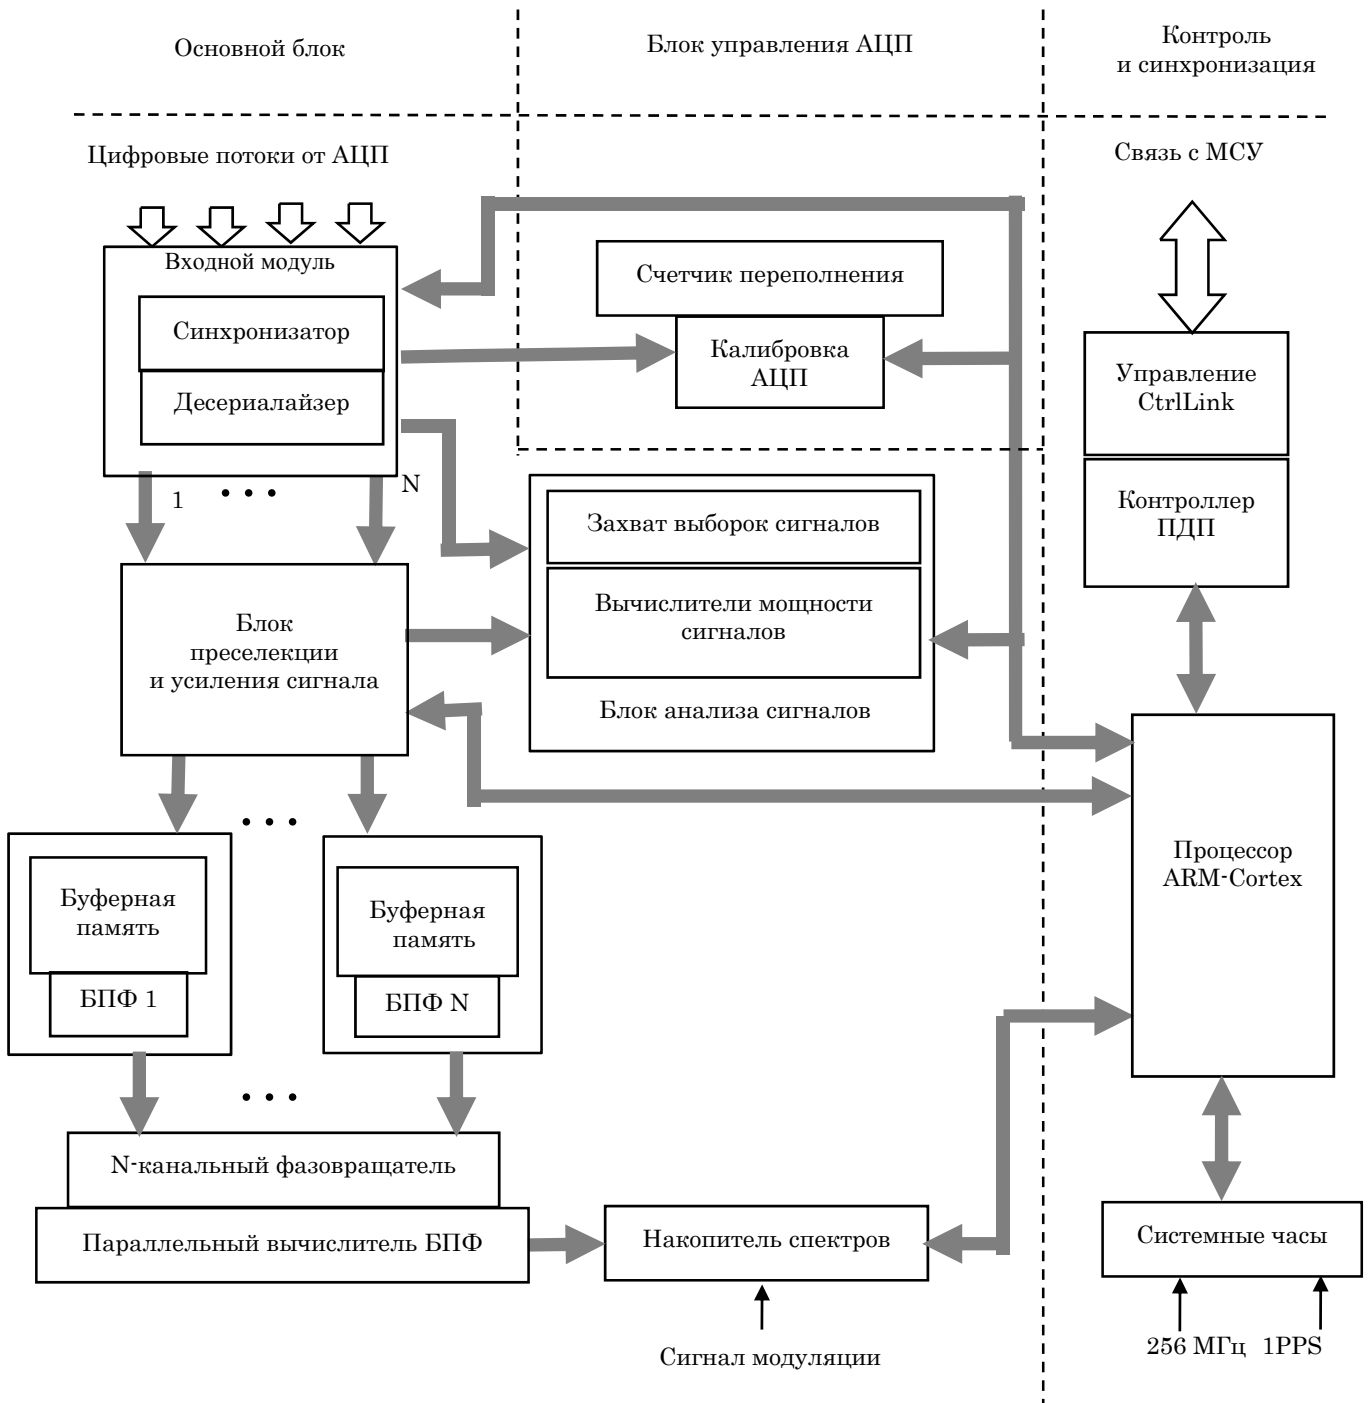 Основной блок
Блок управления АЦП
Контроль
и синхронизация
Цифровые потоки от АЦП
Связь с МСУ
Входной модуль
Синхронизатор
Десериалайзер
Счетчик переполнения
Калибровка
АЦП
Управление
CtrlLink
Контроллер
ПДП
1
N
Захват выборок сигналов
Вычислители мощности
сигналов
Блок анализа сигналов
Блок
преселекции
и усиления сигнала
Процессор
ARM-Cortex
Буферная
память
БПФ 1
Буферная
память
БПФ N
N-канальный фазовращатель
Параллельный вычислитель БПФ
Накопитель спектров
Сигнал модуляции
Системные часы
256 МГц
1PPS